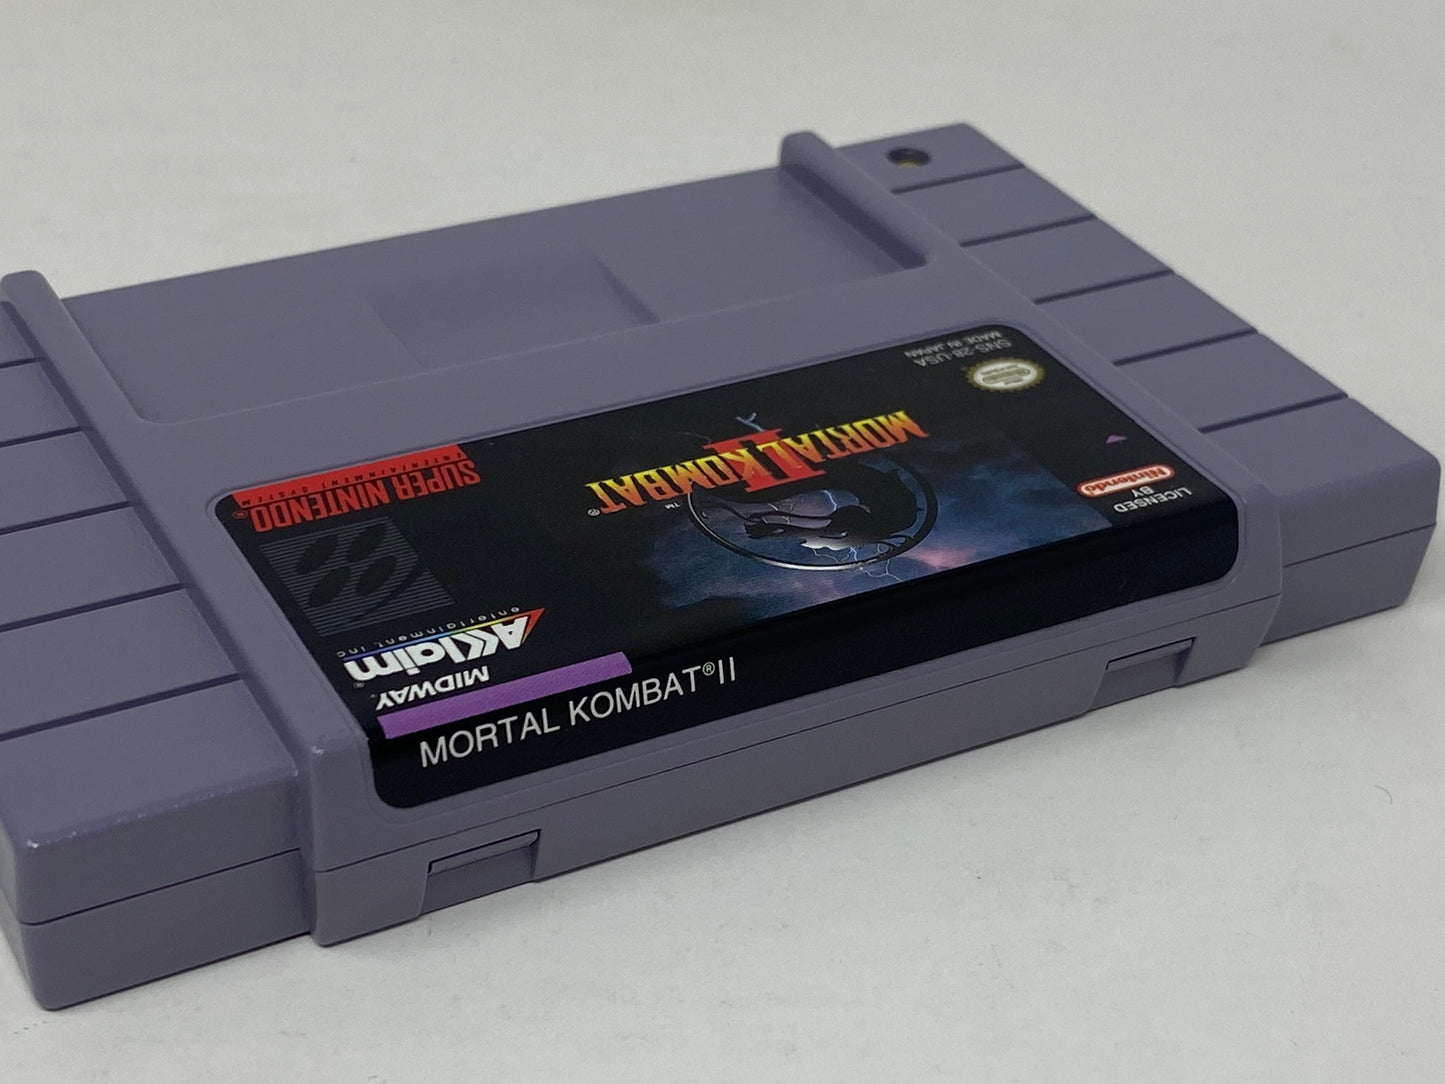 MORTAL KOMBAT® II
SUPER NINTENDO®
ENTERTAINMENT SYSTEM
MORTAL KOMBAT®
II
™
SNS-28-USA
MADE IN JAPAN
LICENSED
BY
Nintendo
MIDWAY
AKklaim®
entertainment, inc.